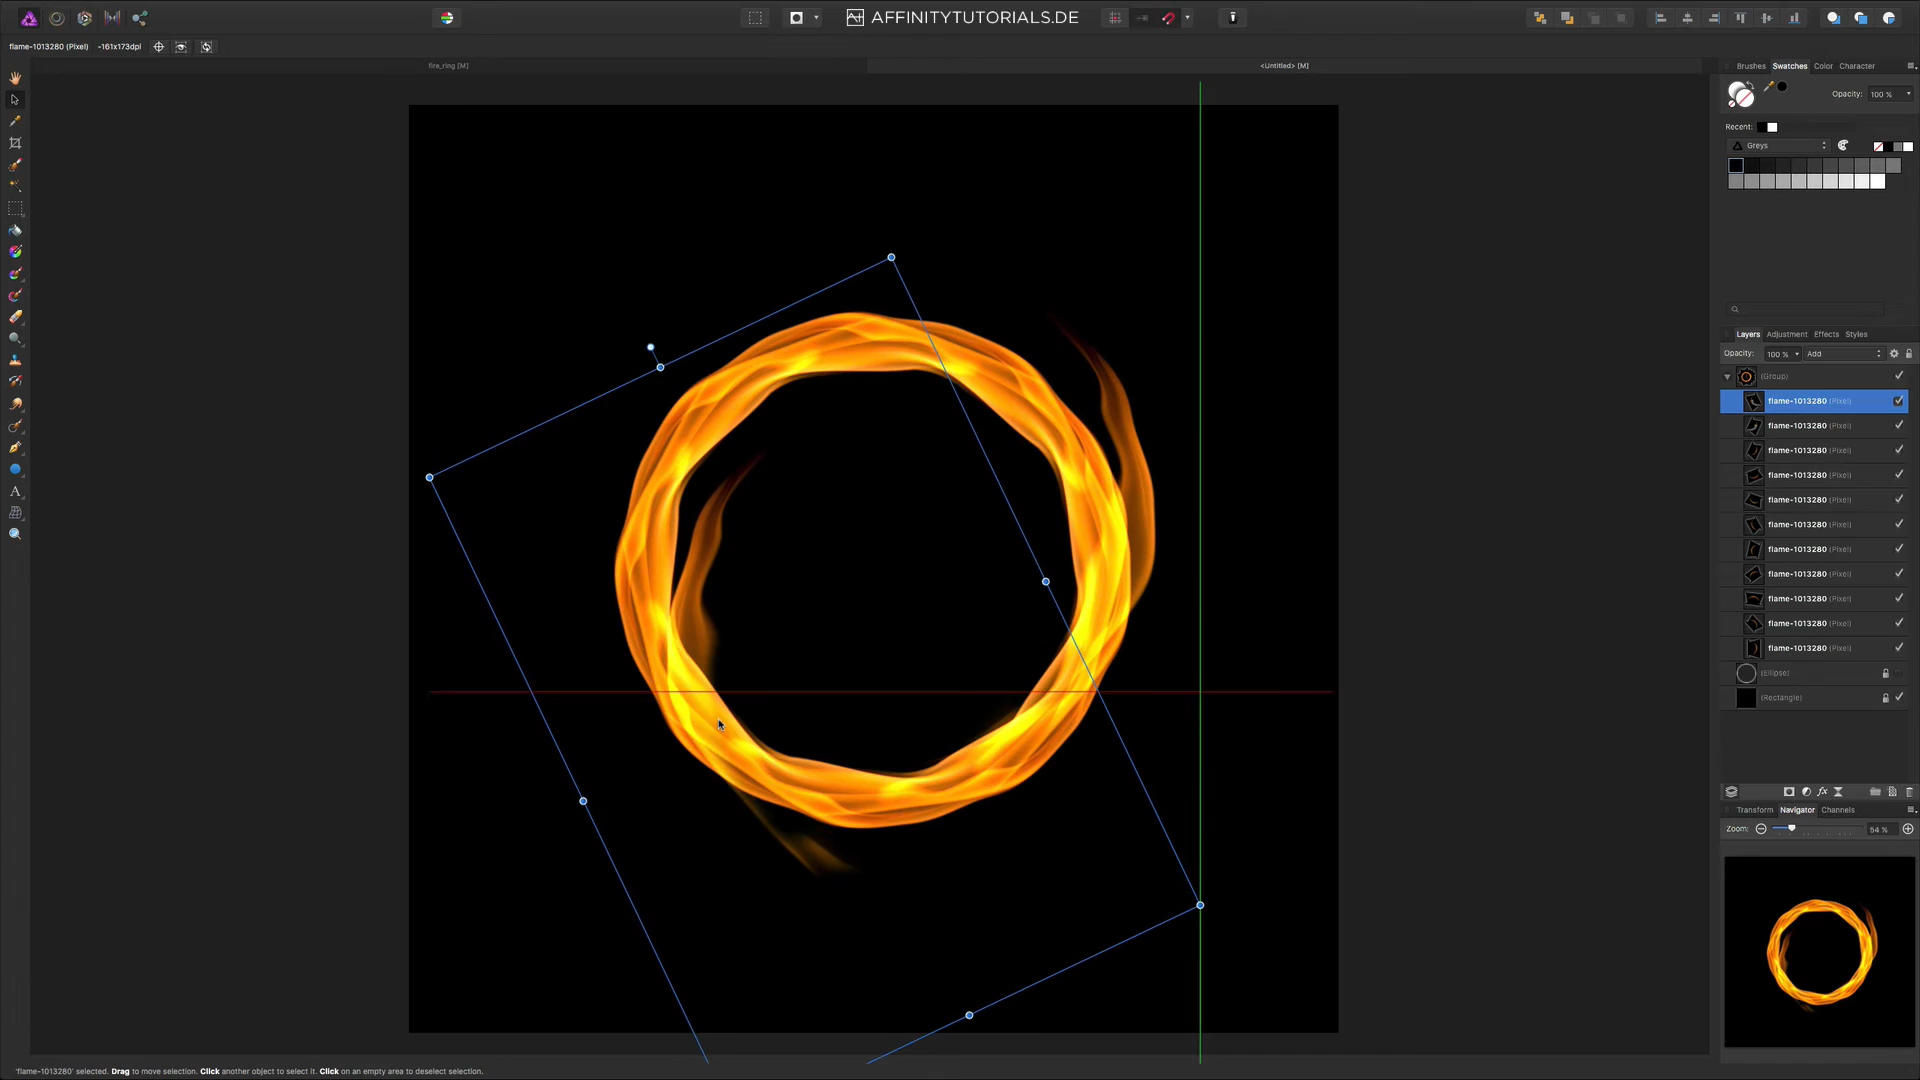 AFFINITYTUTORIALS.DE
flame-1013280 (Pixel) -161x173dpi
fire_ring [M]
<Untitled> [M]
Brushes Swatches Color Character
Opacity: 100 %
Recent:
Greys
Layers Adjustment Effects Styles
Opacity: 100 % Add
(Group)
flame-1013280 (Pixel)
flame-1013280 (Pixel)
flame-1013280 (Pixel)
flame-1013280 (Pixel)
flame-1013280 (Pixel)
flame-1013280 (Pixel)
flame-1013280 (Pixel)
flame-1013280 (Pixel)
flame-1013280 (Pixel)
flame-1013280 (Pixel)
flame-1013280 (Pixel)
(Ellipse)
(Rectangle)
Transform Navigator Channels
Zoom: 54 %
'flame-1013280' selected. Drag to move selection. Click another object to select it. Click on an empty area to deselect selection.